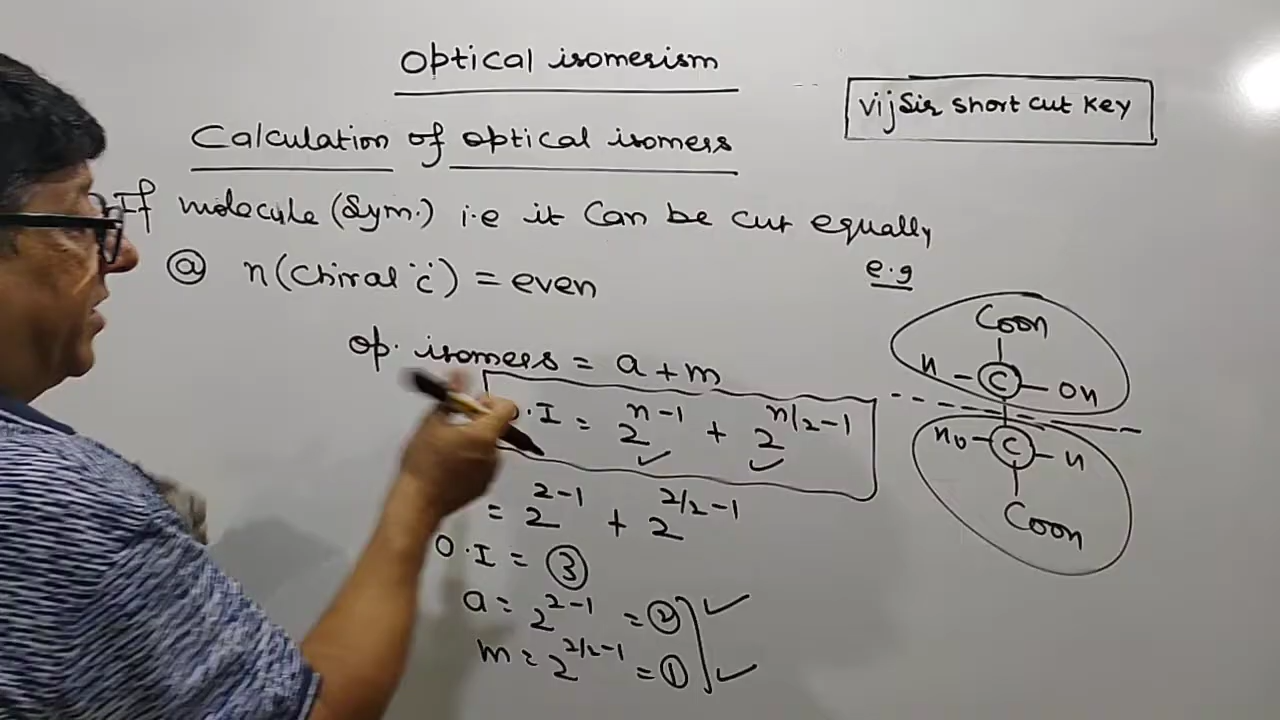 Optical isomerism
vijSir short cut key
Calculation of optical isomers
If molecule (Sym.) i.e it can be cut equally
ⓐ n (chiral c̈) = even
e.g
op. isomers = a + m
O.I = 2^(n-1) + 2^(n/2-1)
= 2^(2-1) + 2^(2/2-1)
O.I = ③
a = 2^(2-1) = ②
m = 2^(2/2-1) = ①
COOH
H - C - OH
HO - C - H
COOH